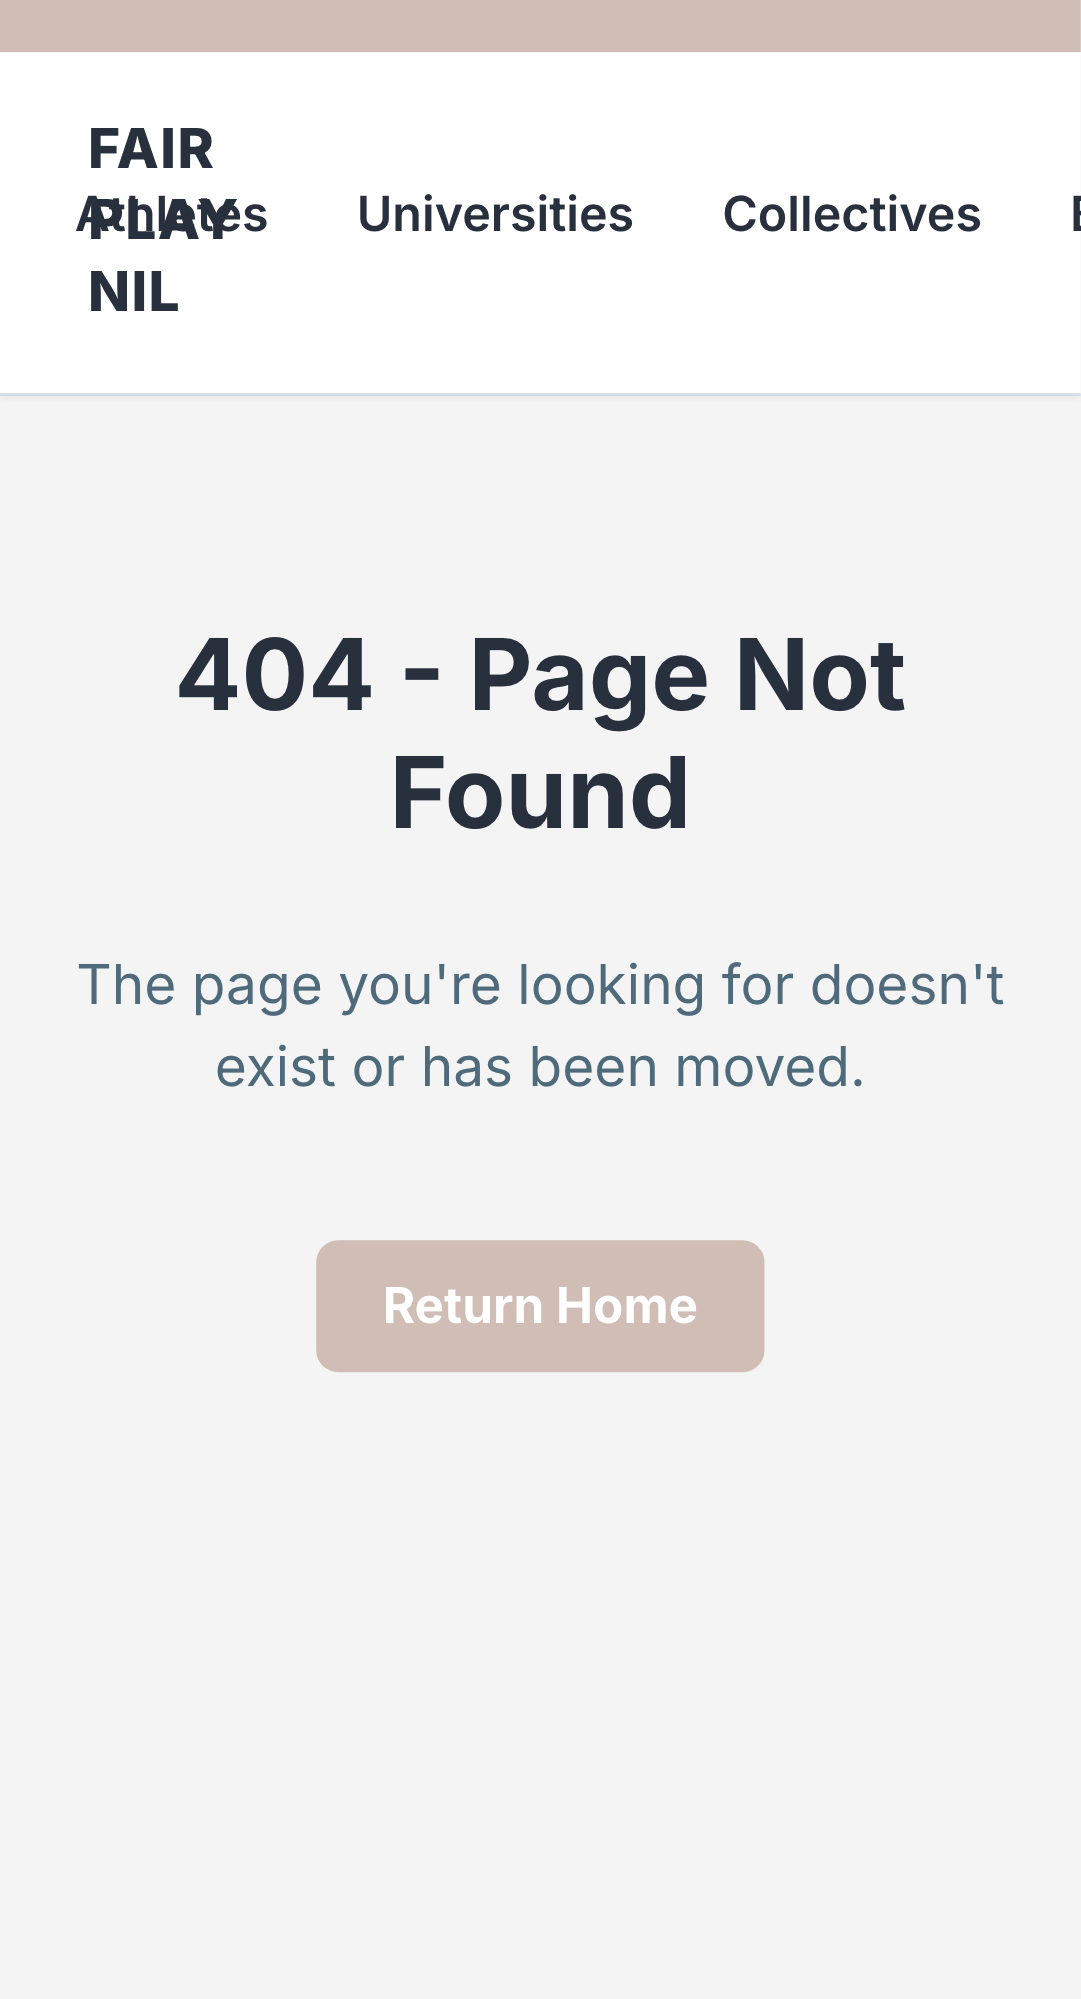 FAIR
PLAY
NIL
Athletes Universities Collectives
404 - Page Not
Found
The page you're looking for doesn't
exist or has been moved.
Return Home